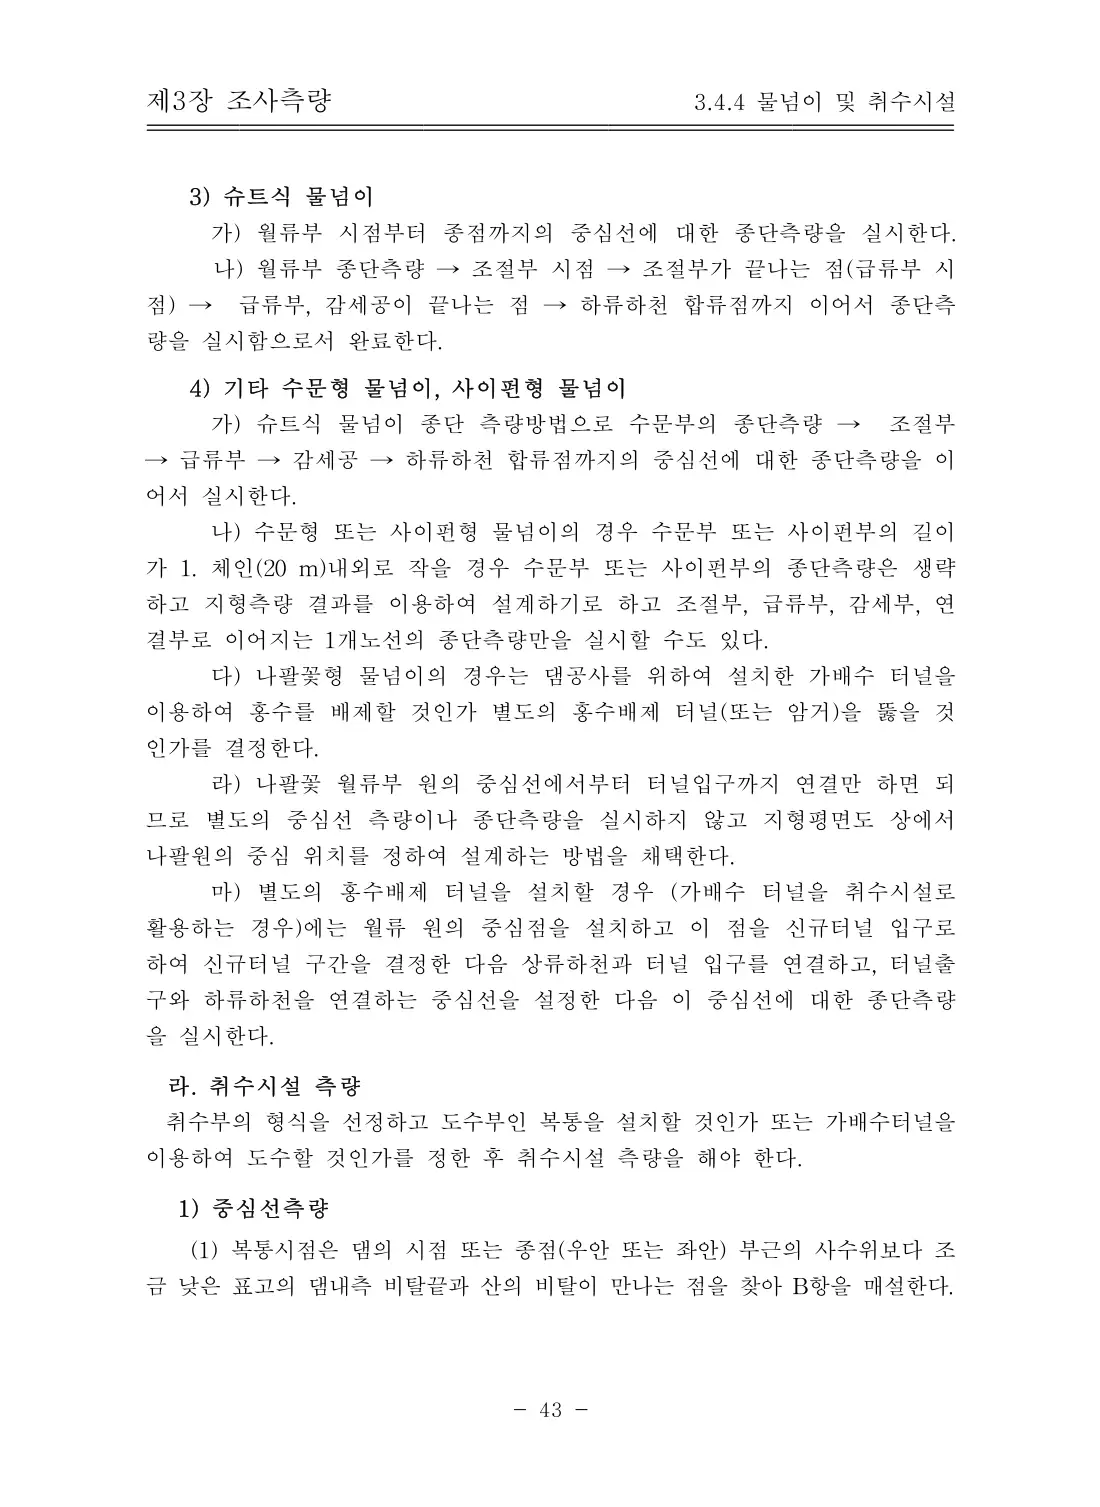 제3장 조사측량
3.4.4 물넘이 및 취수시설
3) 슈트식 물넘이
가) 월류부 시점부터 종점까지의 중심선에 대한 종단측량을 실시한다.
나) 월류부 종단측량 → 조절부 시점 → 조절부가 끝나는 점(급류부 시
점) → 급류부, 감세공이 끝나는 점 → 하류하천 합류점까지 이어서 종단측
량을 실시함으로서 완료한다.
4) 기타 수문형 물넘이, 사이펀형 물넘이
가) 슈트식 물넘이 종단 측량방법으로 수문부의 종단측량 → 조절부
→ 급류부 → 감세공 → 하류하천 합류점까지의 중심선에 대한 종단측량을 이
어서 실시한다.
나) 수문형 또는 사이펀형 물넘이의 경우 수문부 또는 사이펀부의 길이
가 1. 체인(20 m)내외로 작을 경우 수문부 또는 사이펀부의 종단측량은 생략
하고 지형측량 결과를 이용하여 설계하기로 하고 조절부, 급류부, 감세부, 연
결부로 이어지는 1개노선의 종단측량만을 실시할 수도 있다.
다) 나팔꽃형 물넘이의 경우는 댐공사를 위하여 설치한 가배수 터널을
이용하여 홍수를 배제할 것인가 별도의 홍수배제 터널(또는 암거)을 뚫을 것
인가를 결정한다.
라) 나팔꽃 월류부 원의 중심선에서부터 터널입구까지 연결만 하면 되
므로 별도의 중심선 측량이나 종단측량을 실시하지 않고 지형평면도 상에서
나팔원의 중심 위치를 정하여 설계하는 방법을 채택한다.
마) 별도의 홍수배제 터널을 설치할 경우 (가배수 터널을 취수시설로
활용하는 경우)에는 월류 원의 중심점을 설치하고 이 점을 신규터널 입구로
하여 신규터널 구간을 결정한 다음 상류하천과 터널 입구를 연결하고, 터널출
구와 하류하천을 연결하는 중심선을 설정한 다음 이 중심선에 대한 종단측량
을 실시한다.
라. 취수시설 측량
취수부의 형식을 선정하고 도수부인 복통을 설치할 것인가 또는 가배수터널을
이용하여 도수할 것인가를 정한 후 취수시설 측량을 해야 한다.
1) 중심선측량
(1) 복통시점은 댐의 시점 또는 종점(우안 또는 좌안) 부근의 사수위보다 조
금 낮은 표고의 댐내측 비탈끝과 산의 비탈이 만나는 점을 찾아 B항을 매설한다.
- 43 -